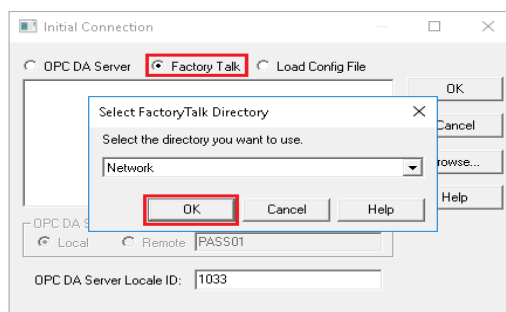 Initial Connection
OPC DA Server Factory Talk Load Config File
OK
Select FactoryTalk Directory
Cancel
Select the directory you want to use.
Network
rowse...
OK Cancel Help
Help
OPC DA S
Local Remote PASS01
OPC DA Server Locale ID: 1033